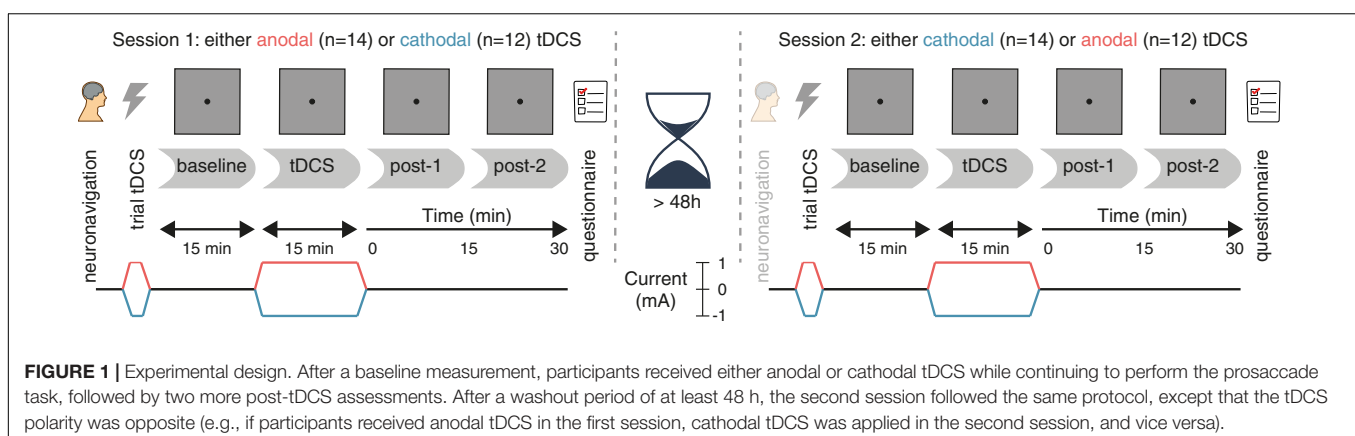 Session 1: either anodal (n=14) or cathodal (n=12) tDCS
neuronavigation
trial tDCS
baseline
tDCS
post-1
post-2
questionnaire
Time (min)
15 min
15 min
0
15
30
> 48h
Current
(mA)
1
0
-1
Session 2: either cathodal (n=14) or anodal (n=12) tDCS
neuronavigation
trial tDCS
baseline
tDCS
post-1
post-2
questionnaire
Time (min)
15 min
15 min
0
15
30
FIGURE 1 | Experimental design. After a baseline measurement, participants received either anodal or cathodal tDCS while continuing to perform the prosaccade
task, followed by two more post-tDCS assessments. After a washout period of at least 48 h, the second session followed the same protocol, except that the tDCS
polarity was opposite (e.g., if participants received anodal tDCS in the first session, cathodal tDCS was applied in the second session, and vice versa).